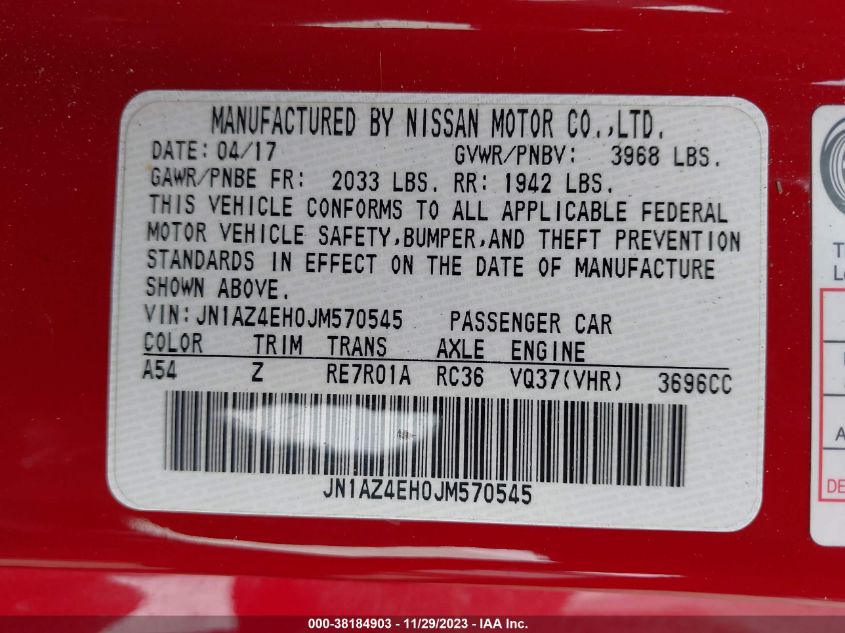 MANUFACTURED BY NISSAN MOTOR CO.,LTD.
DATE: 04/17 GVWR/PNBV: 3968 LBS.
GAWR/PNBE FR: 2033 LBS. RR: 1942 LBS.
THIS VEHICLE CONFORMS TO ALL APPLICABLE FEDERAL
MOTOR VEHICLE SAFETY,BUMPER,AND THEFT PREVENTION
STANDARDS IN EFFECT ON THE DATE OF MANUFACTURE
SHOWN ABOVE.
VIN: JN1AZ4EH0JM570545 PASSENGER CAR
COLOR TRIM TRANS AXLE ENGINE
A54 Z RE7R01A RC36 VQ37(VHR) 3696CC
JN1AZ4EH0JM570545
000-38184903 - 11/29/2023 - IAA Inc.